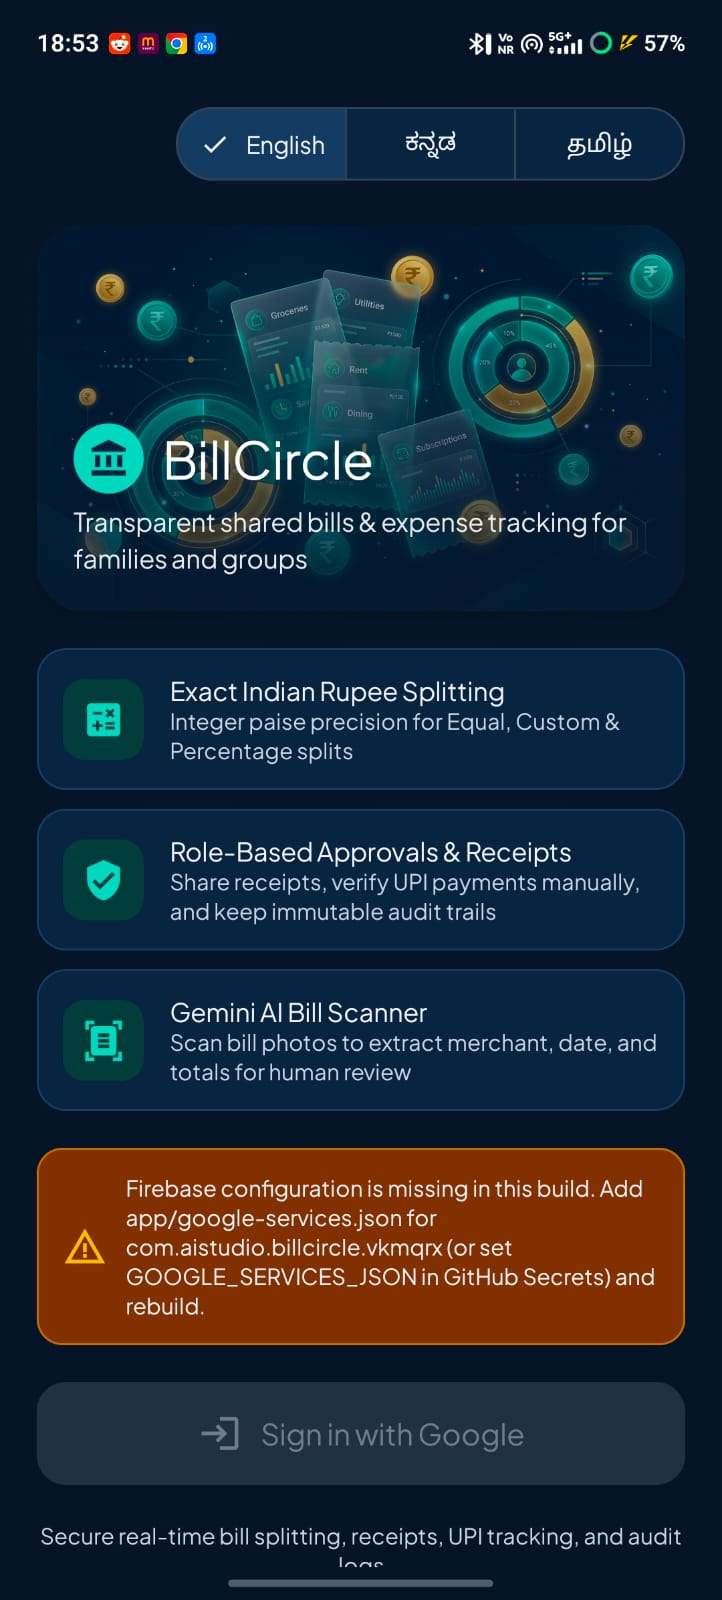 18:53
Vo NR
5G+
57%
English
ಕನ್ನಡ
தமிழ்
Groceries
Utilities
Rent
Dining
Subscriptions
BillCircle
Transparent shared bills & expense tracking for
families and groups
Exact Indian Rupee Splitting
Integer paise precision for Equal, Custom &
Percentage splits
Role-Based Approvals & Receipts
Share receipts, verify UPI payments manually,
and keep immutable audit trails
Gemini AI Bill Scanner
Scan bill photos to extract merchant, date, and
totals for human review
Firebase configuration is missing in this build. Add
app/google-services.json for
com.aistudio.billcircle.vkmqrx (or set
GOOGLE_SERVICES_JSON in GitHub Secrets) and
rebuild.
Sign in with Google
Secure real-time bill splitting, receipts, UPI tracking, and audit
logs